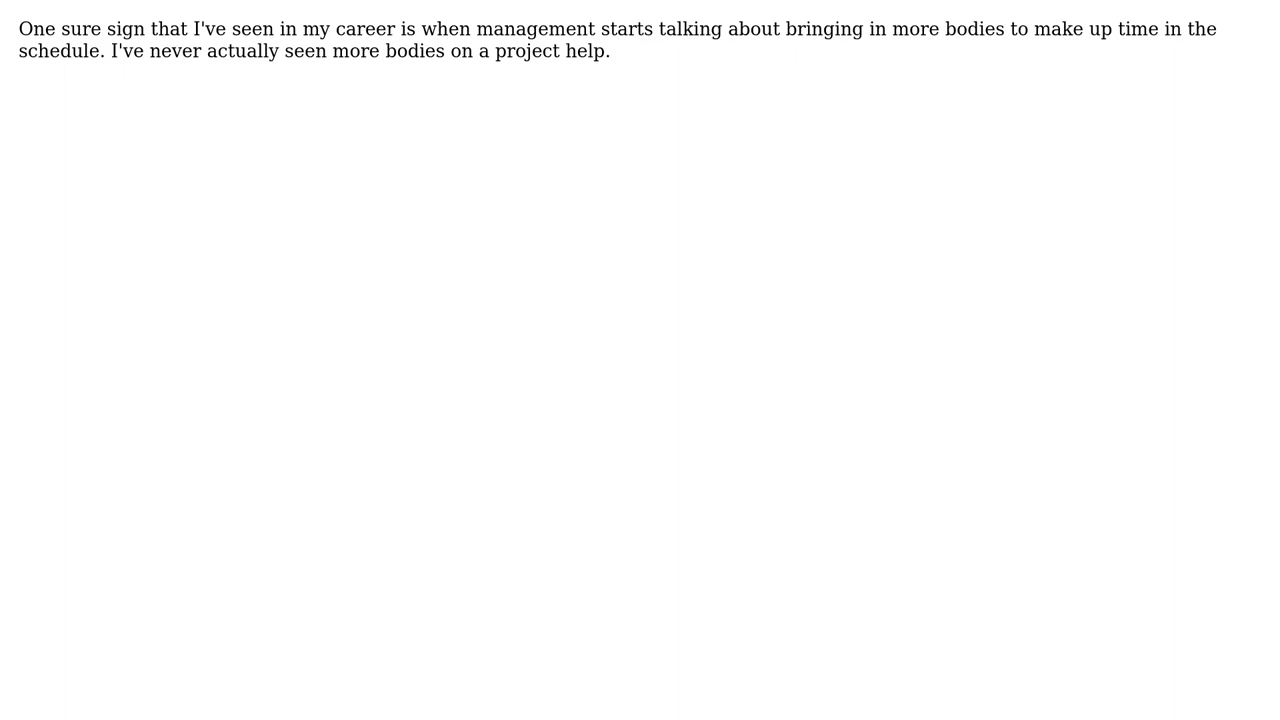 One sure sign that I've seen in my career is when management starts talking about bringing in more bodies to make up time in the
schedule. I've never actually seen more bodies on a project help.